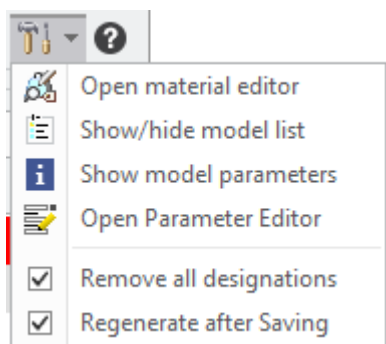 Open material editor
Show/hide model list
Show model parameters
Open Parameter Editor
Remove all designations
Regenerate after Saving